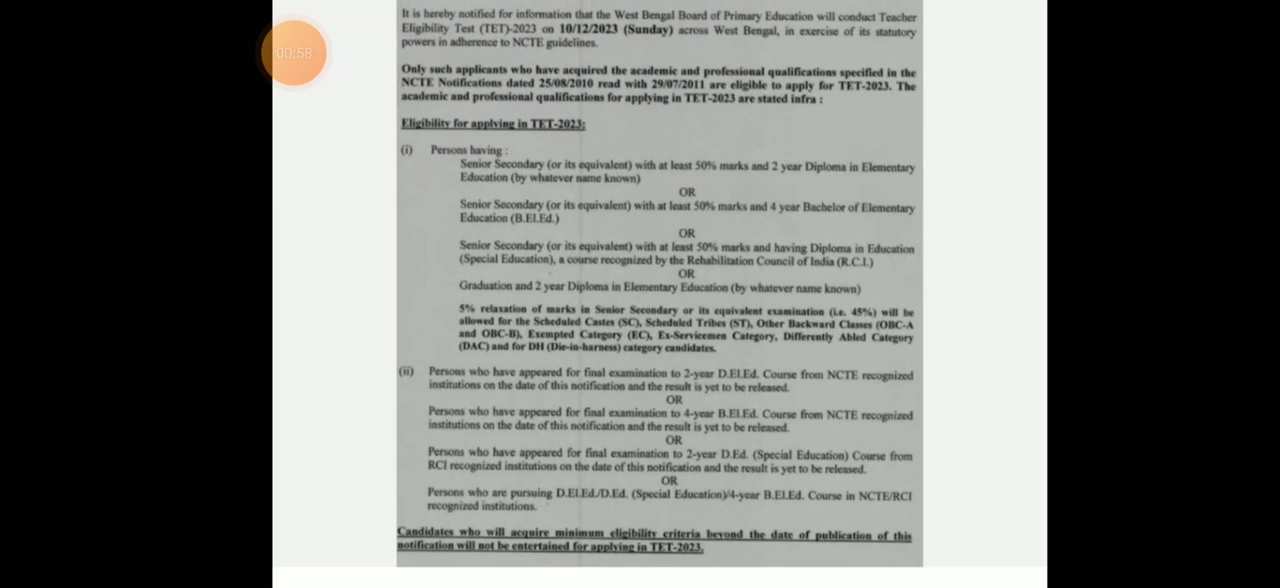 00:58
It is hereby notified for information that the West Bengal Board of Primary Education will conduct Teacher
Eligibility Test (TET)-2023 on 10/12/2023 (Sunday) across West Bengal, in exercise of its statutory
powers in adherence to NCTE guidelines.
Only such applicants who have acquired the academic and professional qualifications specified in the
NCTE Notifications dated 25/08/2010 read with 29/07/2011 are eligible to apply for TET-2023. The
academic and professional qualifications for applying in TET-2023 are stated infra :
Eligibility for applying in TET-2023:
(i) Persons having :
Senior Secondary (or its equivalent) with at least 50% marks and 2 year Diploma in Elementary
Education (by whatever name known)
OR
Senior Secondary (or its equivalent) with at least 50% marks and 4 year Bachelor of Elementary
Education (B.El.Ed.)
OR
Senior Secondary (or its equivalent) with at least 50% marks and having Diploma in Education
(Special Education), a course recognized by the Rehabilitation Council of India (R.C.I.)
OR
Graduation and 2 year Diploma in Elementary Education (by whatever name known)
5% relaxation of marks in Senior Secondary or its equivalent examination (i.e. 45%) will be
allowed for the Scheduled Castes (SC), Scheduled Tribes (ST), Other Backward Classes (OBC-A
and OBC-B), Exempted Category (EC), Ex-Servicemen Category, Differently Abled Category
(DAC) and for DH (Die-in-harness) category candidates.
(ii) Persons who have appeared for final examination to 2-year D.El.Ed. Course from NCTE recognized
institutions on the date of this notification and the result is yet to be released.
OR
Persons who have appeared for final examination to 4-year B.El.Ed. Course from NCTE recognized
institutions on the date of this notification and the result is yet to be released.
OR
Persons who have appeared for final examination to 2-year D.Ed. (Special Education) Course from
RCI recognized institutions on the date of this notification and the result is yet to be released.
OR
Persons who are pursuing D.El.Ed./D.Ed. (Special Education)/4-year B.El.Ed. Course in NCTE/RCI
recognized institutions.
Candidates who will acquire minimum eligibility criteria beyond the date of publication of this
notification will not be entertained for applying in TET-2023.